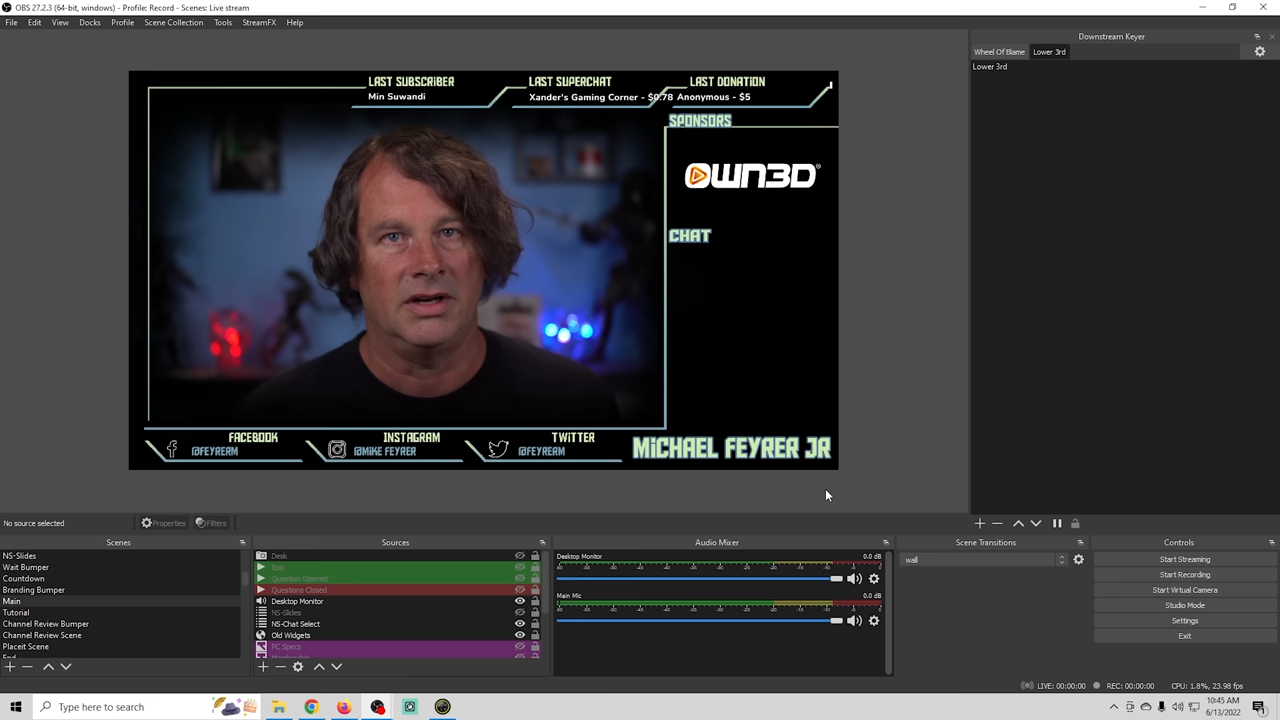 OBS 27.2.3 (64-bit, windows) - Profile: Record - Scenes: Live stream
File Edit View Docks Profile Scene Collection Tools StreamFX Help
Downstream Keyer
Wheel Of Blame Lower 3rd
Lower 3rd
LAST SUBSCRIBER LAST SUPERCHAT LAST DONATION
Min Suwandi Xander's Gaming Corner - $0.78 Anonymous - $5
SPONSORS
OWN3D
CHAT
FACEBOOK INSTAGRAM TWITTER
@FEYRERM @MIKE FEYRER @FEYRERM
MICHAEL FEYRER JR
No source selected Properties Filters
Scenes
NS-Slides
Wait Bumper
Countdown
Branding Bumper
Main
Tutorial
Channel Review Bumper
Channel Review Scene
Placeit Scene
End
Sources
Desk
Epic
Question Opened
Questions Closed
Desktop Monitor
NS-Slides
NS-Chat Select
Old Widgets
PC Specs
Audio Mixer
Desktop Monitor 0.0 dB
Main Mic 0.0 dB
Scene Transitions
wall
Controls
Start Streaming
Start Recording
Start Virtual Camera
Studio Mode
Settings
Exit
LIVE: 00:00:00 REC: 00:00:00 CPU: 1.8%, 23.98 fps
Type here to search
10:45 AM
6/13/2022